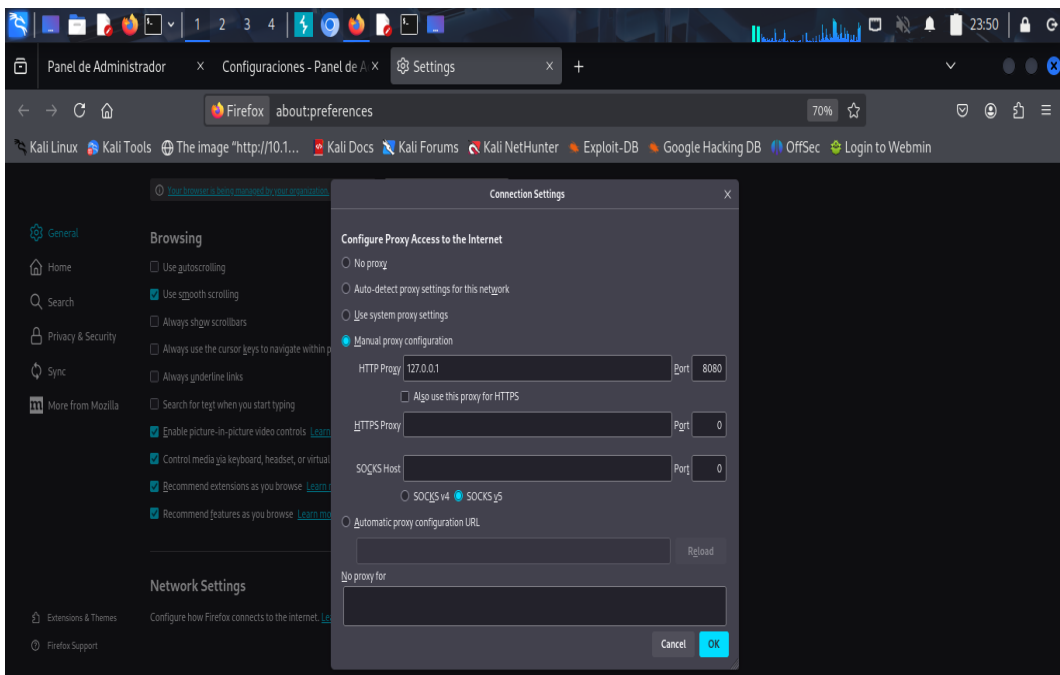 1 2 3 4 23:50
Panel de Administrador × Configuraciones - Panel de A × Settings × +
Firefox about:preferences 70%
Kali Linux Kali Tools The image "http://10.1... Kali Docs Kali Forums Kali NetHunter Exploit-DB Google Hacking DB OffSec Login to Webmin
Your browser is being managed by your organization.
Connection Settings
General
Home
Search
Privacy & Security
Sync
More from Mozilla
Extensions & Themes
Firefox Support
Browsing
Use autoscrolling
Use smooth scrolling
Always show scrollbars
Always use the cursor keys to navigate within p
Always underline links
Search for text when you start typing
Enable picture-in-picture video controls Learn
Control media via keyboard, headset, or virtual
Recommend extensions as you browse Learn
Recommend features as you browse Learn mo
Network Settings
Configure how Firefox connects to the internet. Le
Configure Proxy Access to the Internet
No proxy
Auto-detect proxy settings for this network
Use system proxy settings
Manual proxy configuration
HTTP Proxy 127.0.0.1 Port 8080
Also use this proxy for HTTPS
HTTPS Proxy Port 0
SOCKS Host Port 0
SOCKS v4 SOCKS v5
Automatic proxy configuration URL
Reload
No proxy for
Cancel OK